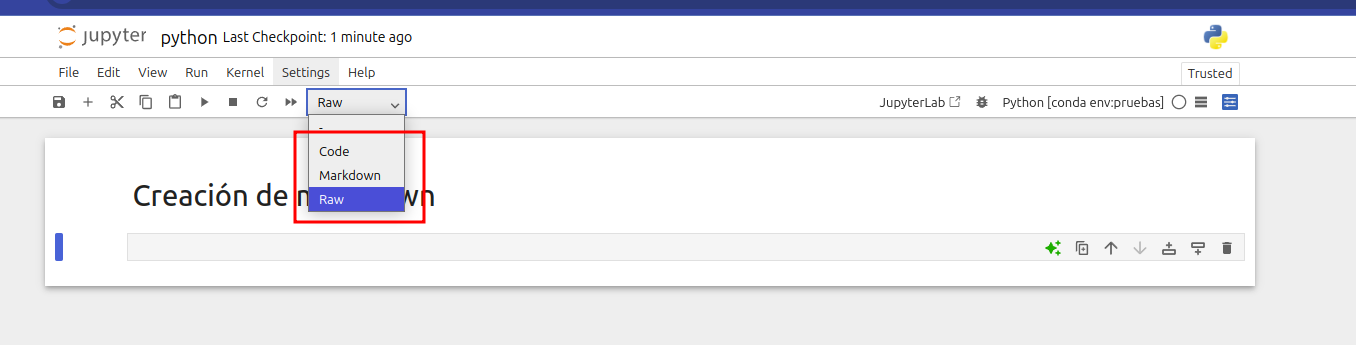 jupyter python Last Checkpoint: 1 minute ago
File Edit View Run Kernel Settings Help
Trusted
Raw
JupyterLab Python [conda env:pruebas]
-
Code
Markdown
Raw
Creación de m wn